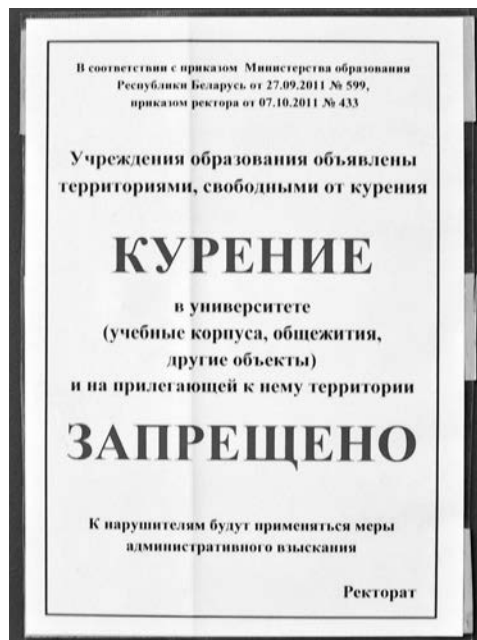 В соответствии с приказом Министерства образования
Республики Беларусь от 27.09.2011 № 599,
приказом ректора от 07.10.2011 № 433
Учреждения образования объявлены
территориями, свободными от курения
КУРЕНИЕ
в университете
(учебные корпуса, общежития,
другие объекты)
и на прилегающей к нему территории
ЗАПРЕЩЕНО
К нарушителям будут применяться меры
административного взыскания
Ректорат